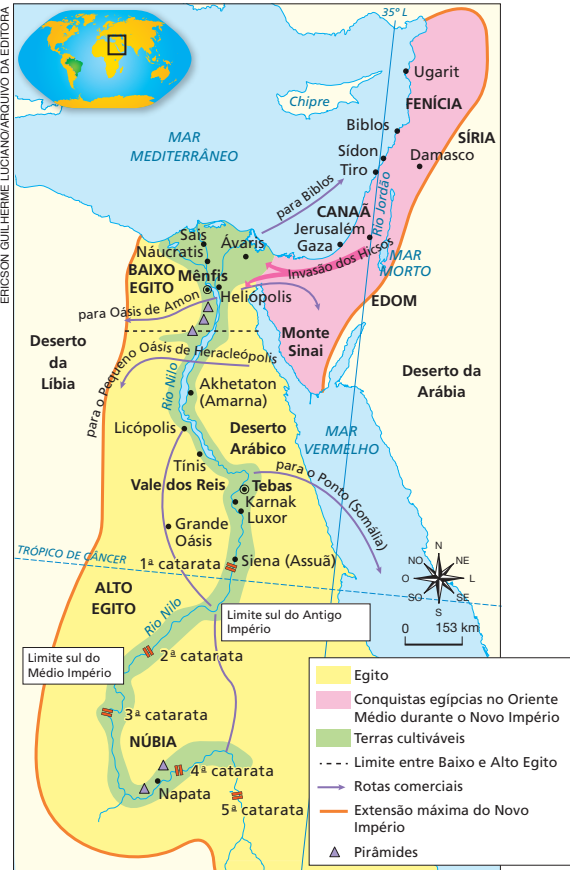 ERICSON GUILHERME LUCIANO/ARQUIVO DA EDITORA
35º L
Ugarit
FENÍCIA
Chipre
Biblos
SÍRIA
MAR
MEDITERRÂNEO
Sídon
Damasco
Tiro
para Biblos
CANAÃ
Rio Jordão
Jerusalém
Gaza
Sais
Náucratis
Ávaris
Invasão dos Hicsos
MAR
MORTO
BAIXO
EGITO
Mênfis
Heliópolis
EDOM
para Oásis de Amon
Monte
Sinai
Deserto
da
Líbia
para o Pequeno Oásis de Heracleópolis
Deserto da
Arábia
Rio Nilo
Akhetaton
(Amarna)
Licópolis
Deserto
Arábico
MAR
VERMELHO
Tínis
para o Ponto (Somália)
Vale dos Reis
Tebas
Karnak
Luxor
Grande
Oásis
TRÓPICO DE CÂNCER
1ª catarata
Siena (Assuã)
N
NO
NE
O
L
SO
SE
S
ALTO
EGITO
Rio Nilo
Limite sul do Antigo
Império
0 153 km
Limite sul do
Médio Império
2ª catarata
3ª catarata
NÚBIA
4ª catarata
Napata
5ª catarata
Egito
Conquistas egípcias no Oriente
Médio durante o Novo Império
Terras cultiváveis
Limite entre Baixo e Alto Egito
Rotas comerciais
Extensão máxima do Novo
Império
Pirâmides